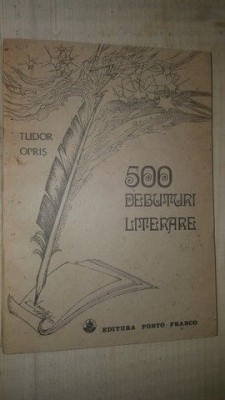 TUDOR
OPRIȘ
500
DEBUTURI
LITERARE
EDITURA PORTO FRANCO